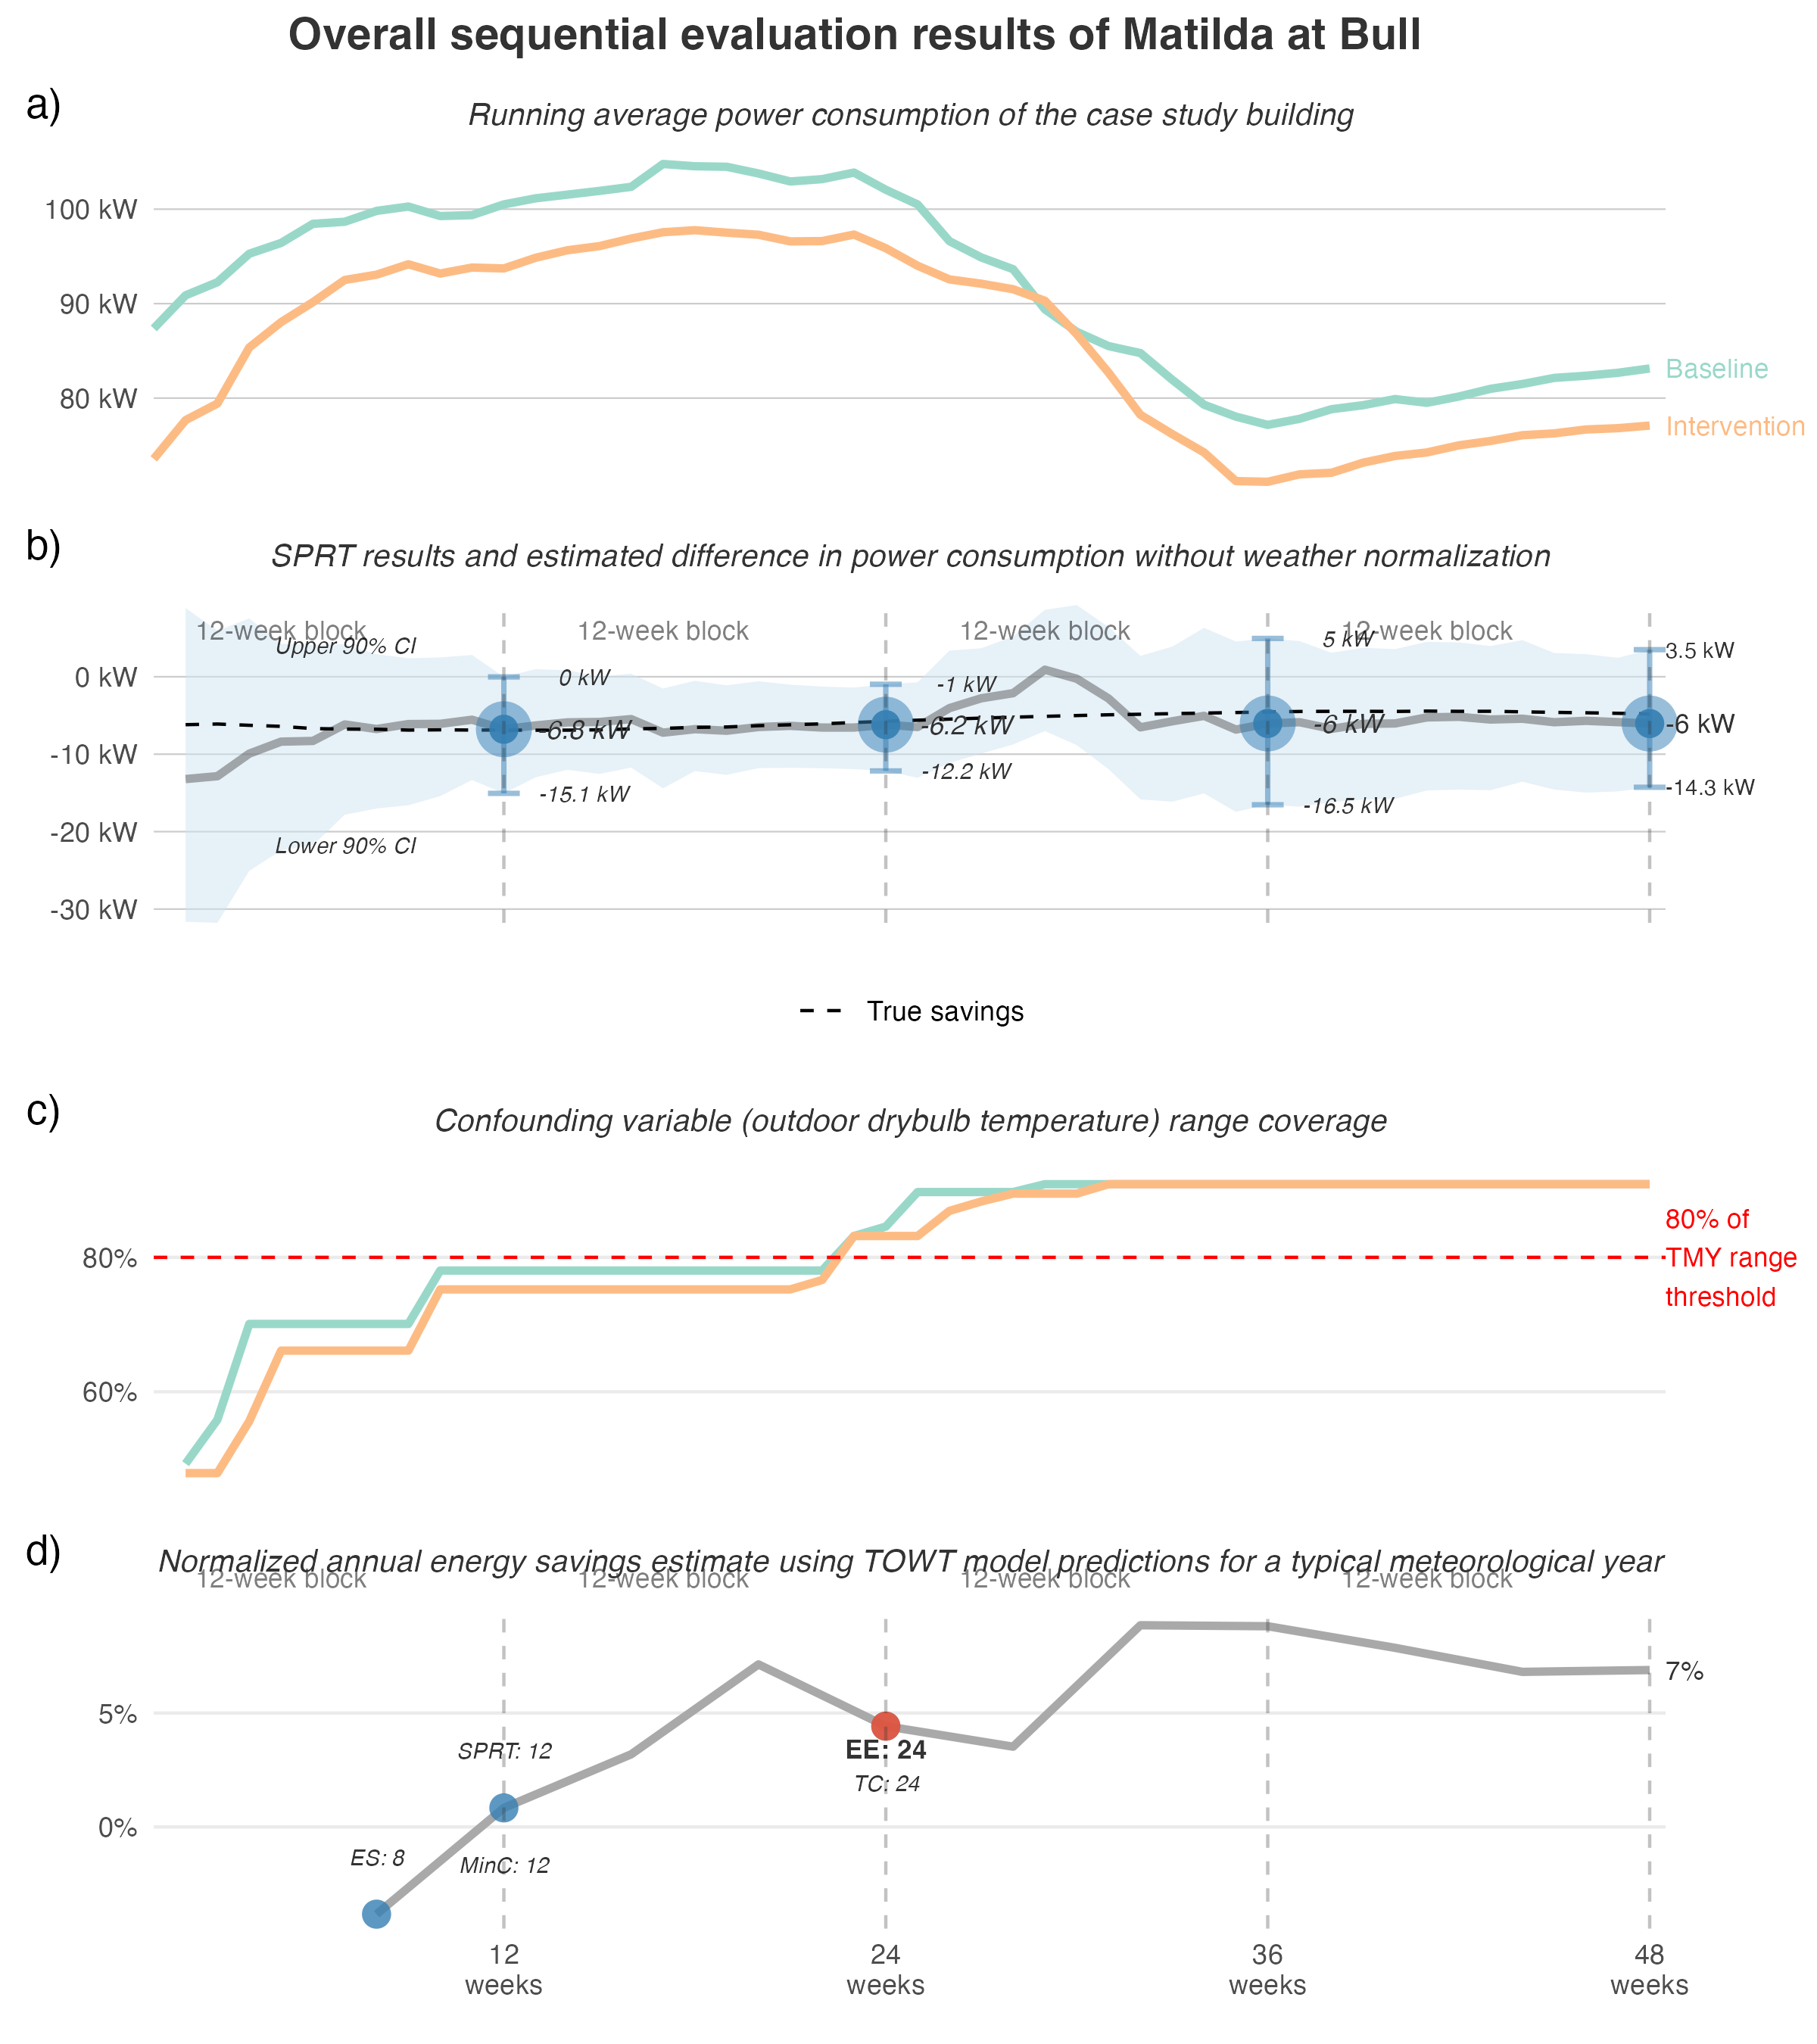 Overall sequential evaluation results of Matilda at Bull
a)
Running average power consumption of the case study building
100 kW
90 kW
80 kW
Baseline
Intervention
b)
SPRT results and estimated difference in power consumption without weather normalization
12-week block
12-week block
12-week block
12-week block
Upper 90% CI
Lower 90% CI
0 kW
-10 kW
-20 kW
-30 kW
0 kW
-6.8 kW
-15.1 kW
-1 kW
-6.2 kW
-12.2 kW
5 kW
-6 kW
-16.5 kW
3.5 kW
-6 kW
-14.3 kW
True savings
c)
Confounding variable (outdoor drybulb temperature) range coverage
80%
60%
80% of
TMY range
threshold
d)
Normalized annual energy savings estimate using TOWT model predictions for a typical meteorological year
12-week block
12-week block
12-week block
12-week block
5%
0%
7%
SPRT: 12
EE: 24
TC: 24
ES: 8
MinC: 12
12
weeks
24
weeks
36
weeks
48
weeks